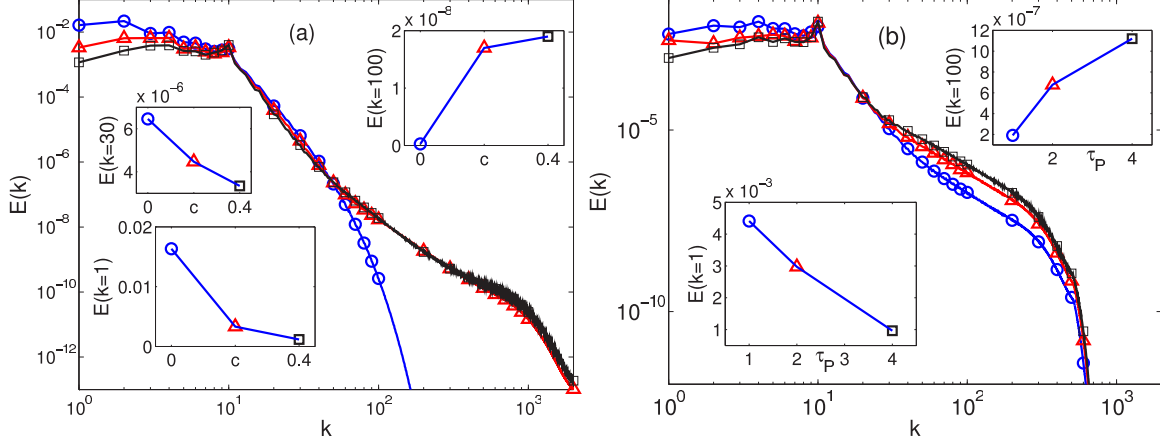 (a)
10⁻²
10⁻⁴
10⁻⁶
10⁻⁸
10⁻¹⁰
10⁻¹²
E(k)
10⁰
10¹
10²
10³
k
x 10⁻⁸
2
1
0
E(k=100)
0
c
0.4
x 10⁻⁶
6
4
E(k=30)
0
c
0.4
0.02
0.01
0
E(k=1)
0
c
0.4
(b)
10⁻⁵
10⁻¹⁰
E(k)
10⁰
10¹
10²
10³
k
x 10⁻⁷
12
10
8
6
4
2
E(k=100)
2
τP
4
x 10⁻³
5
4
3
2
1
E(k=1)
1
2
τP
3
4